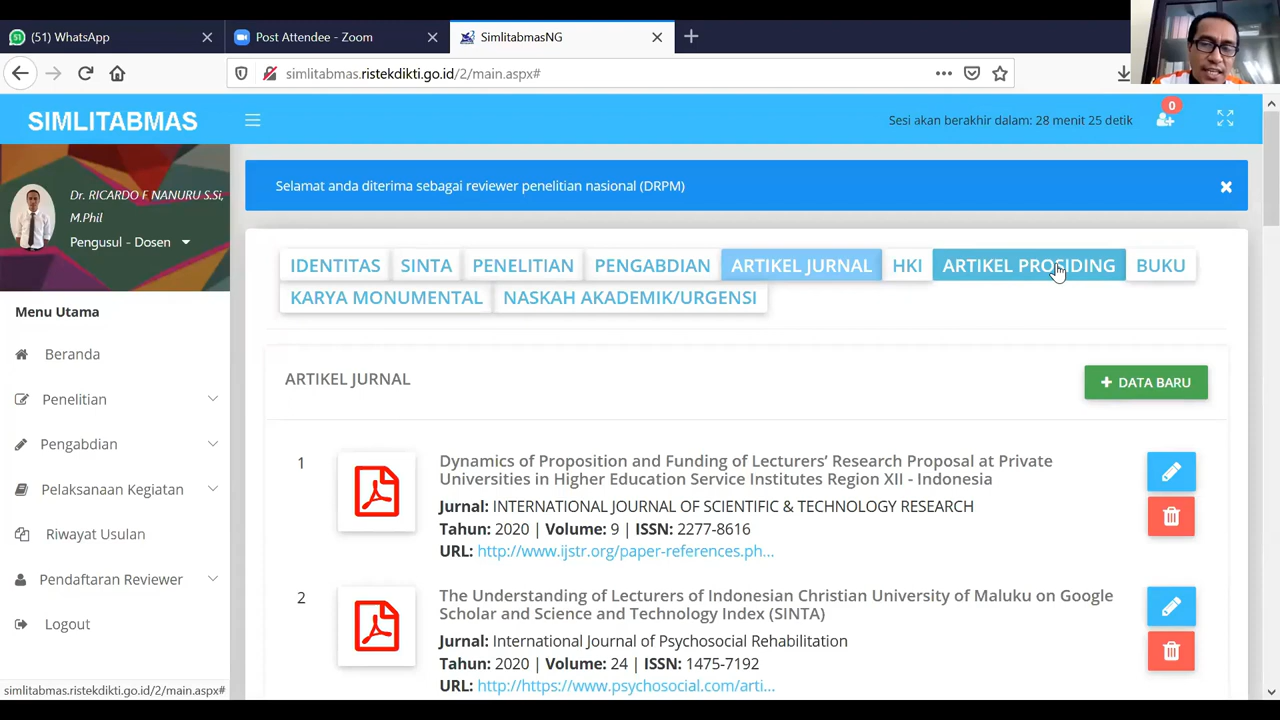 (51) WhatsApp
Post Attendee - Zoom
SimlitabmasNG
simlitabmas.ristekdikti.go.id/2/main.aspx#
SIMLITABMAS
Sesi akan berakhir dalam: 28 menit 25 detik
0
Dr. RICARDO F NANURU S.Si,
M.Phil
Pengusul - Dosen
Menu Utama
Beranda
Penelitian
Pengabdian
Pelaksanaan Kegiatan
Riwayat Usulan
Pendaftaran Reviewer
Logout
Selamat anda diterima sebagai reviewer penelitian nasional (DRPM)
IDENTITAS SINTA PENELITIAN PENGABDIAN ARTIKEL JURNAL HKI ARTIKEL PROSIDING BUKU
KARYA MONUMENTAL NASKAH AKADEMIK/URGENSI
ARTIKEL JURNAL
+ DATA BARU
1
Dynamics of Proposition and Funding of Lecturers' Research Proposal at Private
Universities in Higher Education Service Institutes Region XII - Indonesia
Jurnal: INTERNATIONAL JOURNAL OF SCIENTIFIC & TECHNOLOGY RESEARCH
Tahun: 2020 | Volume: 9 | ISSN: 2277-8616
URL: http://www.ijstr.org/paper-references.ph...
2
The Understanding of Lecturers of Indonesian Christian University of Maluku on Google
Scholar and Science and Technology Index (SINTA)
Jurnal: International Journal of Psychosocial Rehabilitation
Tahun: 2020 | Volume: 24 | ISSN: 1475-7192
URL: http://https://www.psychosocial.com/arti...
simlitabmas.ristekdikti.go.id/2/main.aspx#